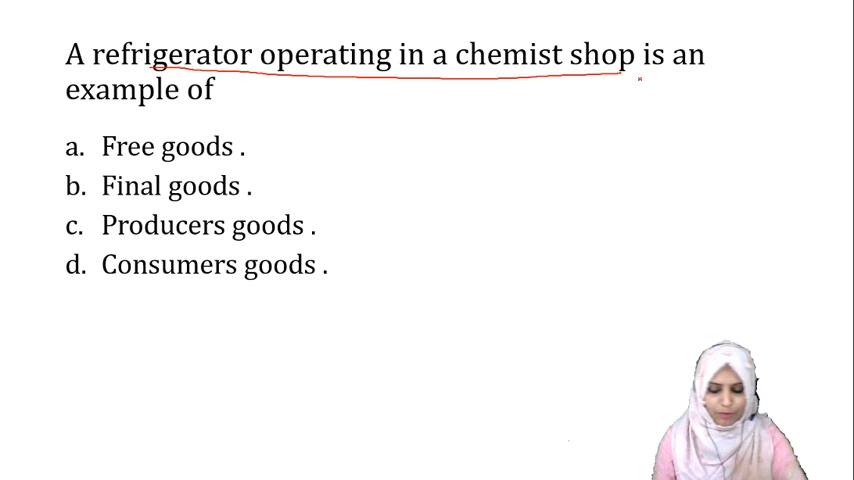 A refrigerator operating in a chemist shop is an
example of
a. Free goods .
b. Final goods .
c. Producers goods .
d. Consumers goods .